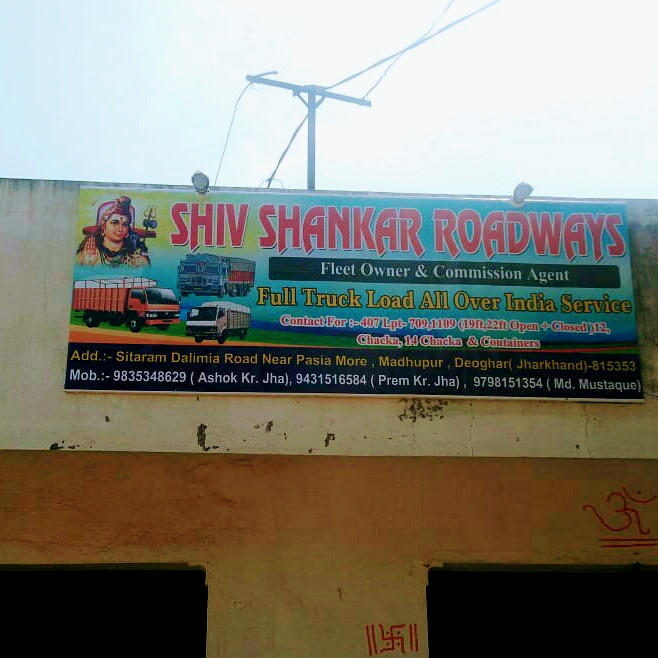 SHIV SHANKAR ROADWAYS
Fleet Owner & Commission Agent
Full Truck Load All Over India Service
Contact For :- 407 Lpt- 709,1109 (19ft,22ft Open + Closed )12,
Chacka, 14 Chacka & Containers
Add.:- Sitaram Dalimia Road Near Pasia More , Madhupur , Deoghar( Jharkhand)-815353
Mob.:- 9835348629 ( Ashok Kr. Jha), 9431516584 ( Prem Kr. Jha) , 9798151354 ( Md. Mustaque)
ॐ